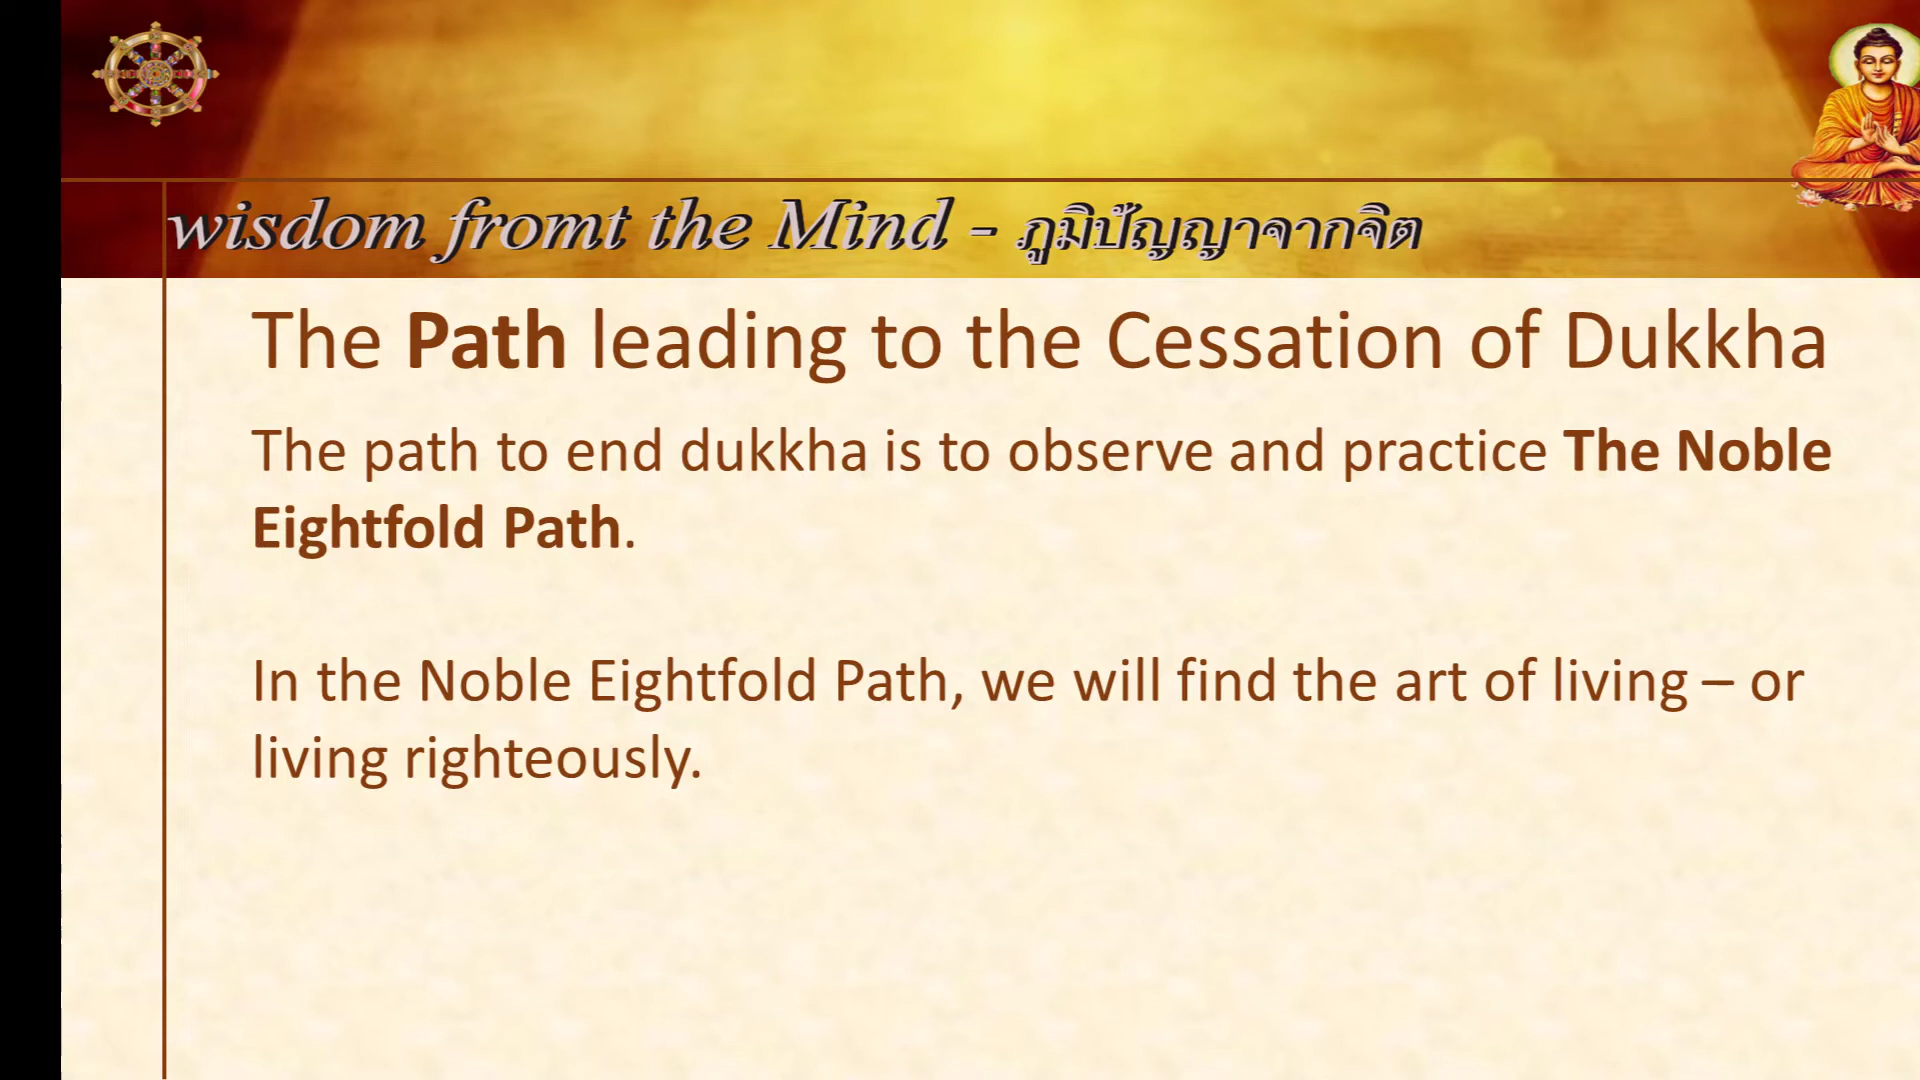 wisdom fromt the Mind - ภูมิปัญญาจากจิต
The Path leading to the Cessation of Dukkha
The path to end dukkha is to observe and practice The Noble
Eightfold Path.
In the Noble Eightfold Path, we will find the art of living – or
living righteously.